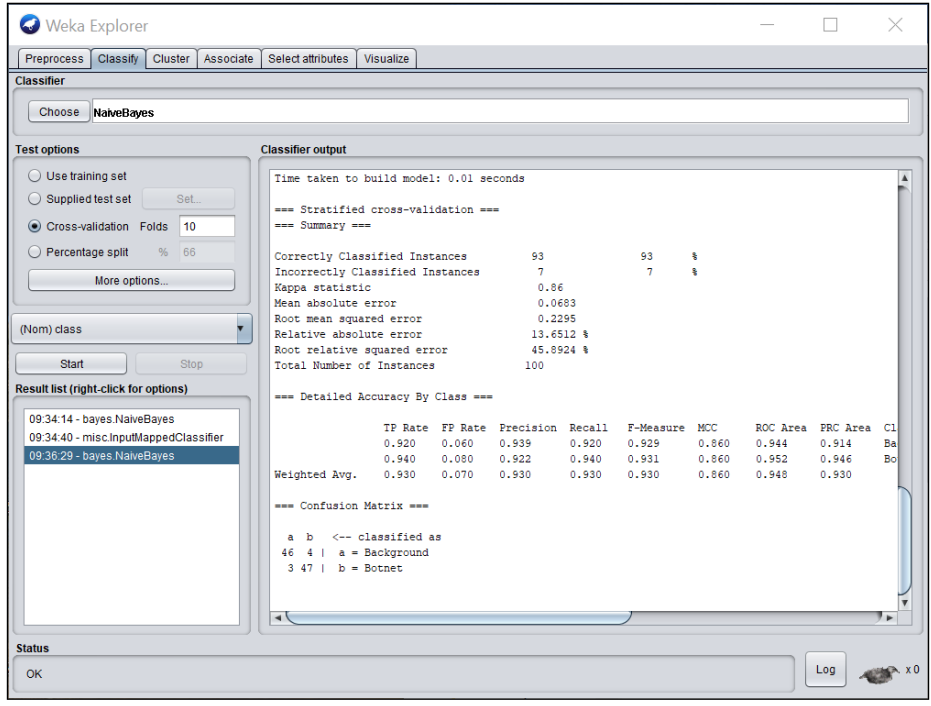 Weka Explorer
Preprocess Classify Cluster Associate Select attributes Visualize
Classifier
Choose NaiveBayes
Test options
Use training set
Supplied test set Set...
Cross-validation Folds 10
Percentage split % 66
More options...
(Nom) class
Start Stop
Result list (right-click for options)
09:34:14 - bayes.NaiveBayes
09:34:40 - misc.InputMappedClassifier
09:36:29 - bayes.NaiveBayes
Classifier output
Time taken to build model: 0.01 seconds
=== Stratified cross-validation ===
=== Summary ===
Correctly Classified Instances 93 93 %
Incorrectly Classified Instances 7 7 %
Kappa statistic 0.86
Mean absolute error 0.0683
Root mean squared error 0.2295
Relative absolute error 13.6512 %
Root relative squared error 45.8924 %
Total Number of Instances 100
=== Detailed Accuracy By Class ===
TP Rate FP Rate Precision Recall F-Measure MCC ROC Area PRC Area Cl
0.920 0.060 0.939 0.920 0.929 0.860 0.944 0.914 Ba
0.940 0.080 0.922 0.940 0.931 0.860 0.952 0.946 Bo
Weighted Avg. 0.930 0.070 0.930 0.930 0.930 0.860 0.948 0.930
=== Confusion Matrix ===
a b <-- classified as
46 4 | a = Background
3 47 | b = Botnet
Status
OK
Log x 0